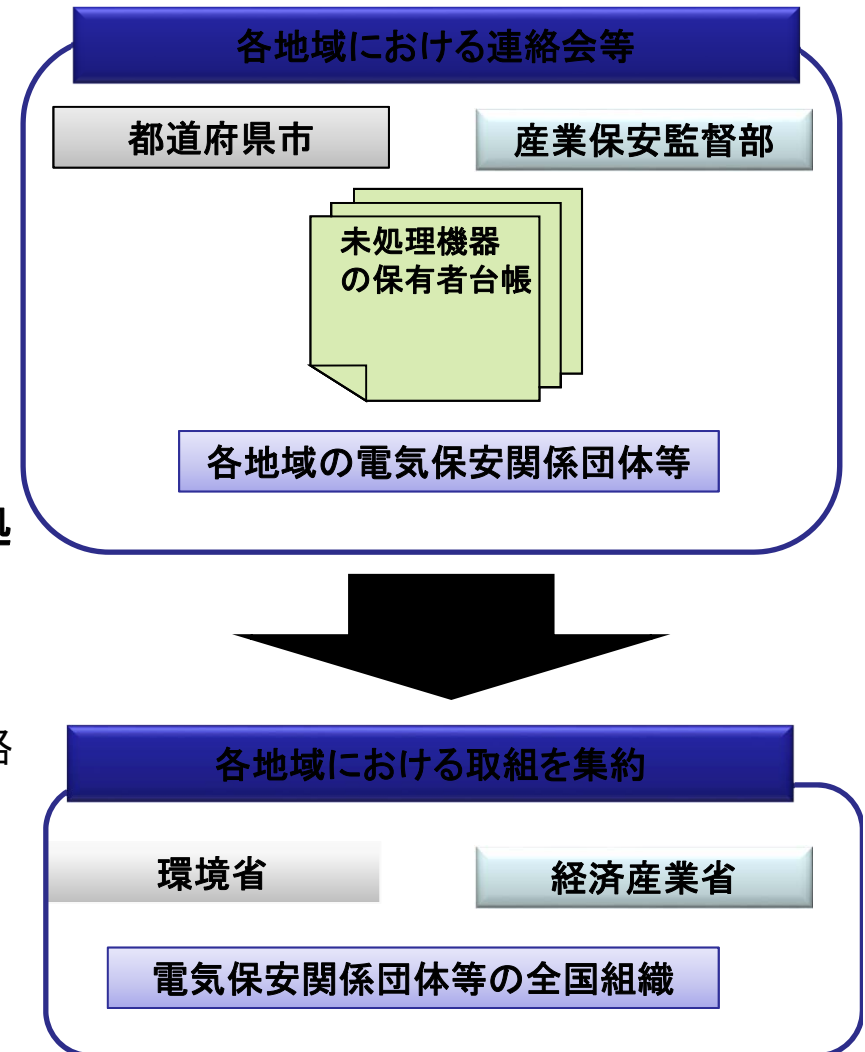 各地域における連絡会等
都道府県市
産業保安監督部
未処理機器
の保有者台帳
各地域の電気保安関係団体等
各地域における取組を集約
環境省
経済産業省
電気保安関係団体等の全国組織